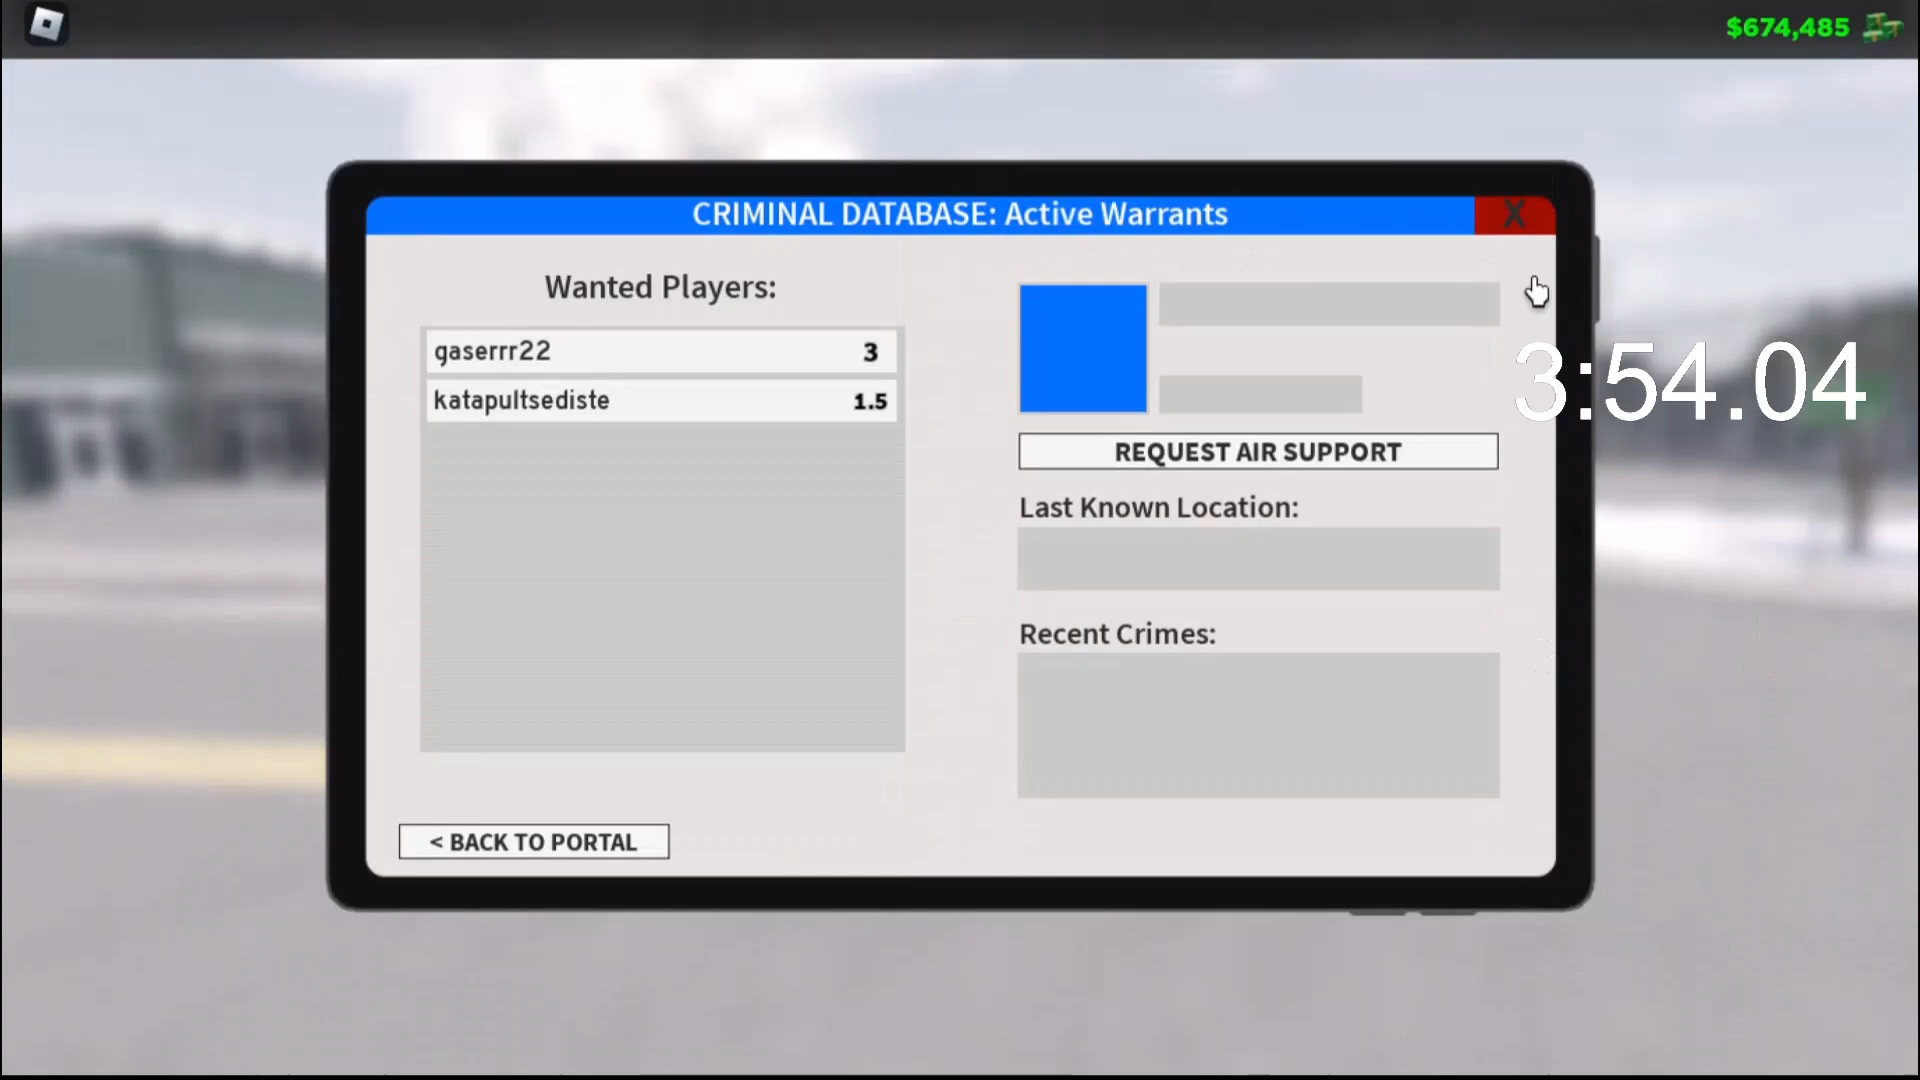 $674,485
CRIMINAL DATABASE: Active Warrants
X
Wanted Players:
gaserrr22 3
katapultsediste 1.5
3:54.04
REQUEST AIR SUPPORT
Last Known Location:
Recent Crimes:
< BACK TO PORTAL